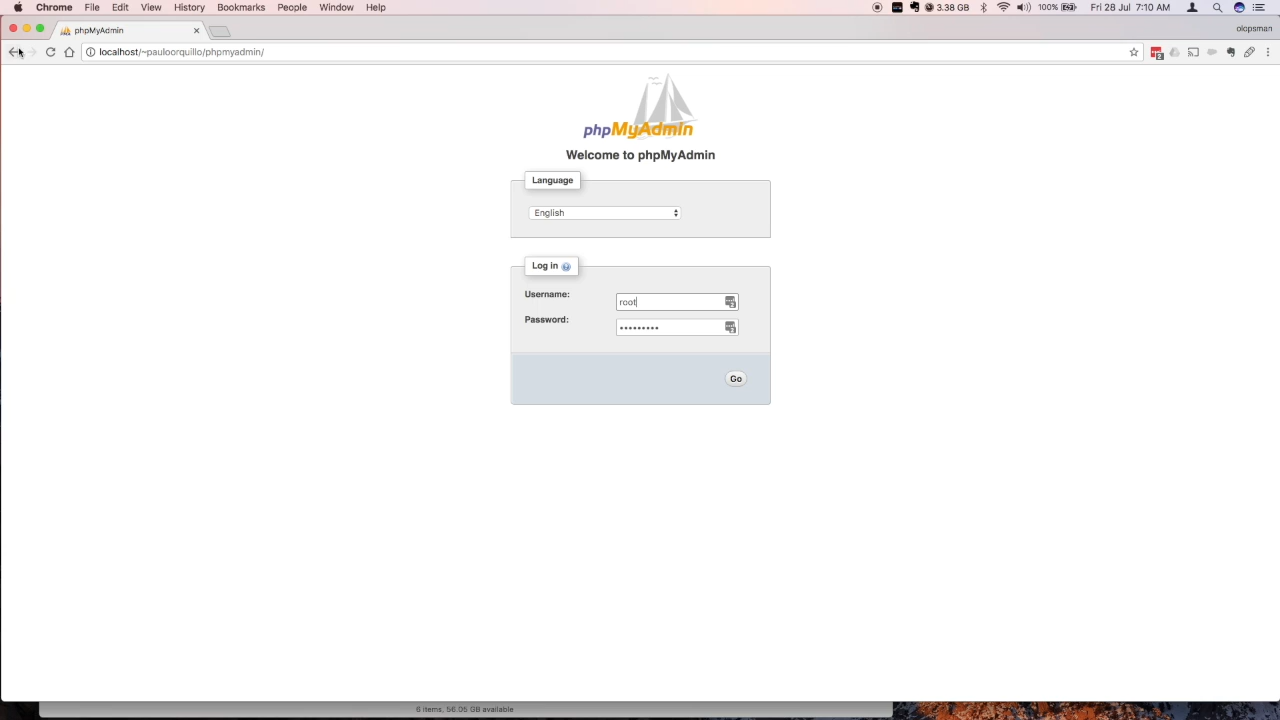 Chrome File Edit View History Bookmarks People Window Help 3.38 GB 100% Fri 28 Jul 7:10 AM
phpMyAdmin olopsman
localhost/~pauloorquillo/phpmyadmin/
phpMyAdmin
Welcome to phpMyAdmin
Language
English
Log in
Username: root
Password: •••••••••
Go
6 items, 56.05 GB available